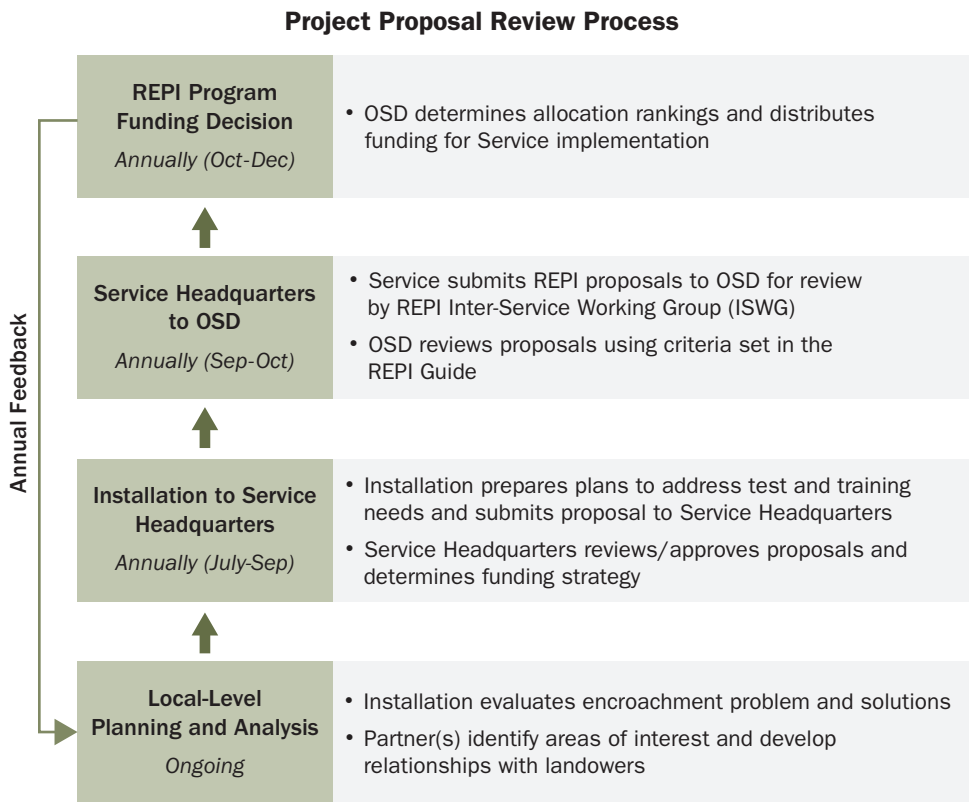 Project Proposal Review Process
REPI Program
Funding Decision
Annually (Oct-Dec)
• OSD determines allocation rankings and distributes
funding for Service implementation
Service Headquarters
to OSD
Annually (Sep-Oct)
• Service submits REPI proposals to OSD for review
by REPI Inter-Service Working Group (ISWG)
• OSD reviews proposals using criteria set in the
REPI Guide
Annual Feedback
Installation to Service
Headquarters
Annually (July-Sep)
• Installation prepares plans to address test and training
needs and submits proposal to Service Headquarters
• Service Headquarters reviews/approves proposals and
determines funding strategy
Local-Level
Planning and Analysis
Ongoing
• Installation evaluates encroachment problem and solutions
• Partner(s) identify areas of interest and develop
relationships with landowers